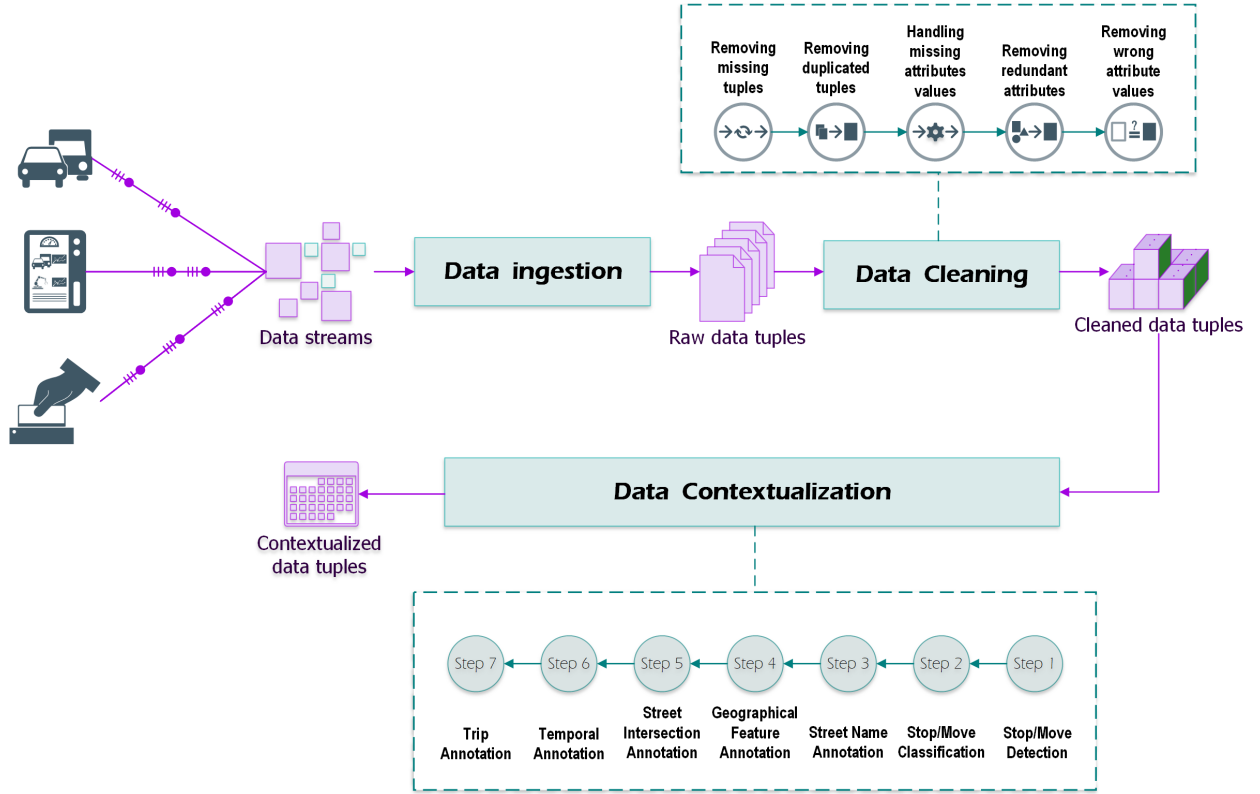 Removing
missing
tuples
Removing
duplicated
tuples
Handling
missing
attributes
values
Removing
redundant
attributes
Removing
wrong
attribute
values
?
Data ingestion
Data Cleaning
Data streams
Raw data tuples
Cleaned data tuples
Data Contextualization
Contextualized
data tuples
Step 7
Step 6
Step 5
Step 4
Step 3
Step 2
Step 1
Trip
Annotation
Temporal
Annotation
Street
Intersection
Annotation
Geographical
Feature
Annotation
Street Name
Annotation
Stop/Move
Classification
Stop/Move
Detection